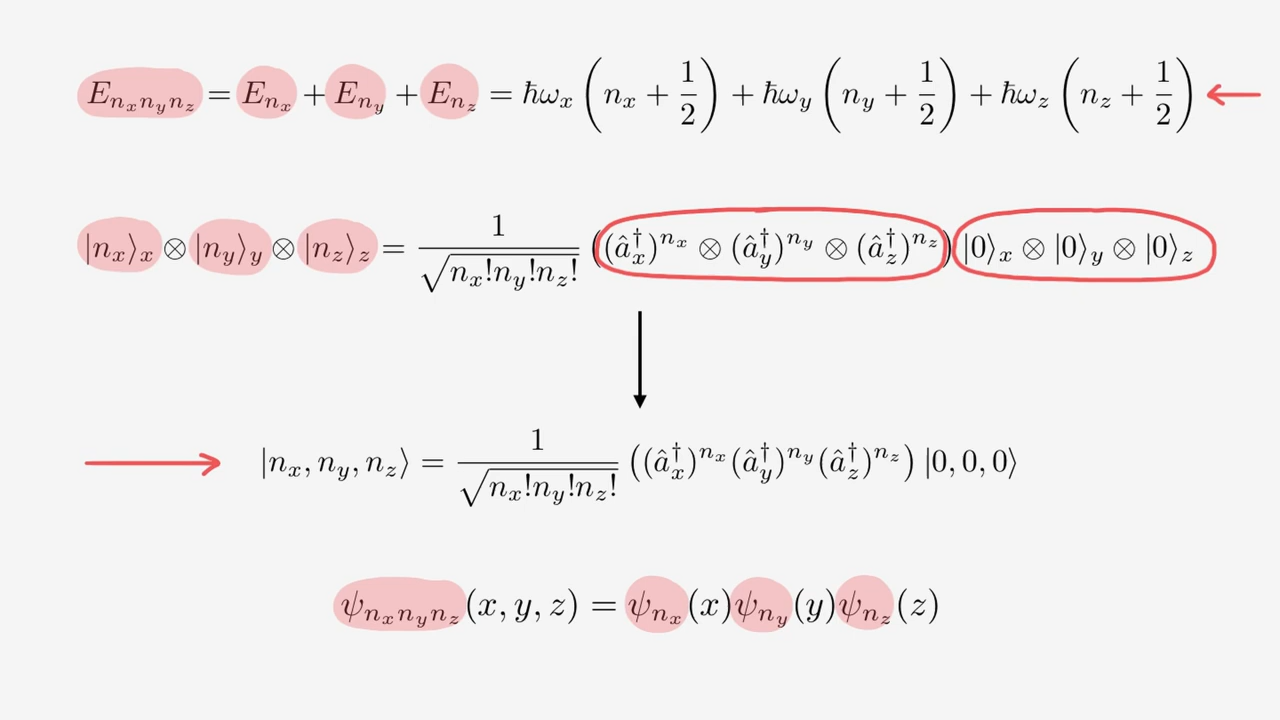 E_{n_x n_y n_z} = E_{n_x} + E_{n_y} + E_{n_z} = ħω_x (n_x + 1/2) + ħω_y (n_y + 1/2) + ħω_z (n_z + 1/2)
|n_x⟩_x ⊗ |n_y⟩_y ⊗ |n_z⟩_z = 1/√(n_x!n_y!n_z!) ((â_x^†)^{n_x} ⊗ (â_y^†)^{n_y} ⊗ (â_z^†)^{n_z}) |0⟩_x ⊗ |0⟩_y ⊗ |0⟩_z
|n_x, n_y, n_z⟩ = 1/√(n_x!n_y!n_z!) ((â_x^†)^{n_x} (â_y^†)^{n_y} (â_z^†)^{n_z}) |0, 0, 0⟩
ψ_{n_x n_y n_z}(x, y, z) = ψ_{n_x}(x)ψ_{n_y}(y)ψ_{n_z}(z)